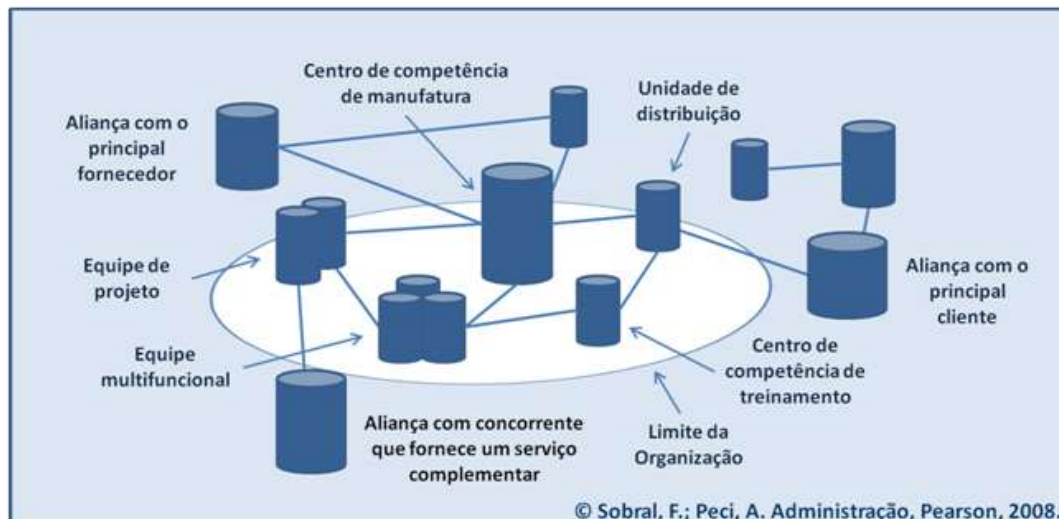 Centro de competência
de manufatura
Unidade de
distribuição
Aliança com o
principal
fornecedor
Equipe de
projeto
Aliança com o
principal
cliente
Equipe
multifuncional
Centro de
competência de
treinamento
Aliança com concorrente
que fornece um serviço
complementar
Limite da
Organização
© Sobral, F.; Peci, A. Administração, Pearson, 2008.